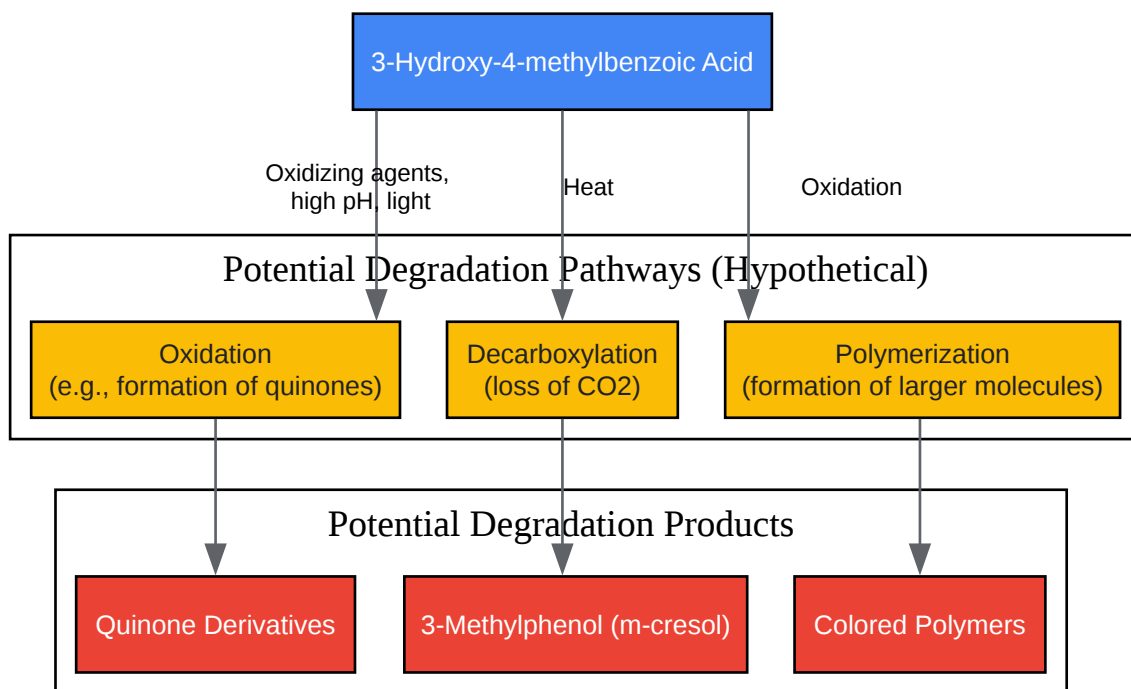 3-Hydroxy-4-methylbenzoic Acid
Oxidizing agents,
high pH, light
Heat
Oxidation
Potential Degradation Pathways (Hypothetical)
Oxidation
(e.g., formation of quinones)
Decarboxylation
(loss of CO2)
Polymerization
(formation of larger molecules)
Potential Degradation Products
Quinone Derivatives
3-Methylphenol (m-cresol)
Colored Polymers